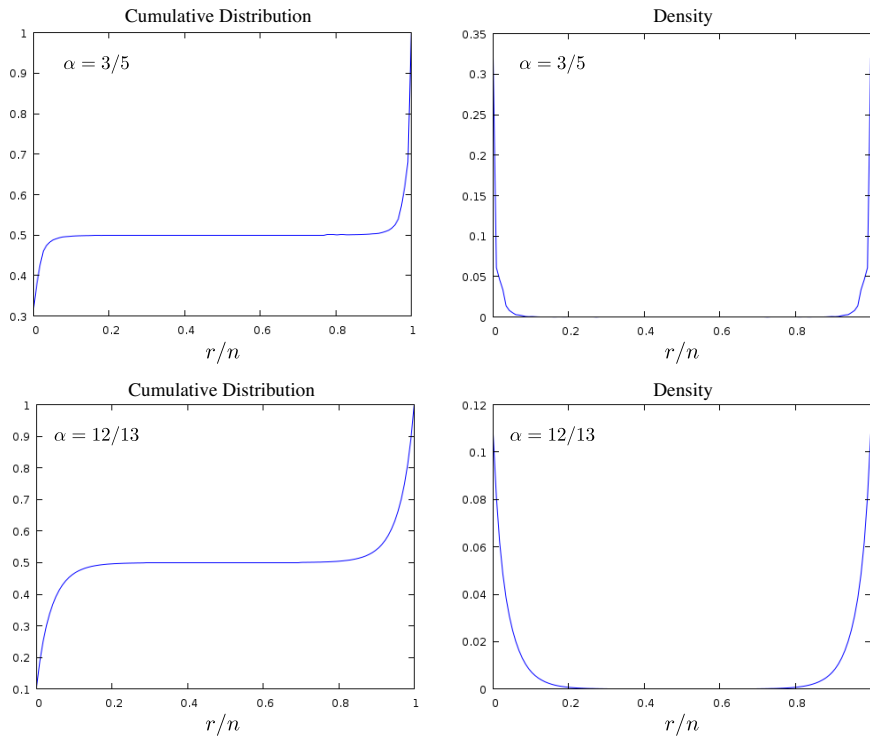 Cumulative Distribution
α = 3/5
1
0.9
0.8
0.7
0.6
0.5
0.4
0.3
0 0.2 0.4 0.6 0.8 1
r/n
Density
α = 3/5
0.35
0.3
0.25
0.2
0.15
0.1
0.05
0
0 0.2 0.4 0.6 0.8
r/n
Cumulative Distribution
α = 12/13
1
0.9
0.8
0.7
0.6
0.5
0.4
0.3
0.2
0.1
0 0.2 0.4 0.6 0.8 1
r/n
Density
α = 12/13
0.12
0.1
0.08
0.06
0.04
0.02
0
0 0.2 0.4 0.6 0.8
r/n